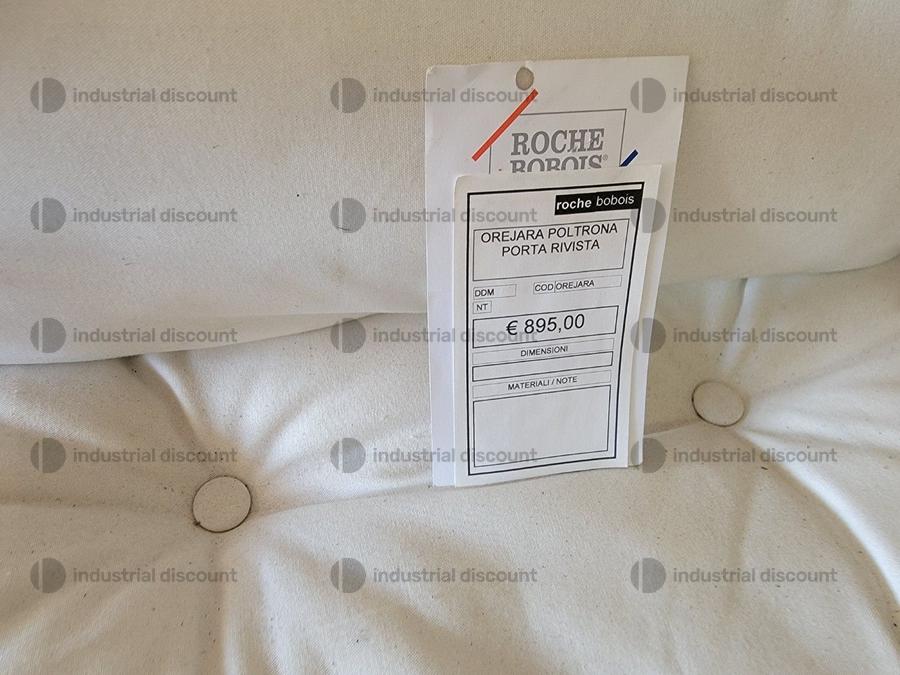 industrial discount industrial discount industrial discount
ROCHE
BOBOIS®
roche bobois
industrial discount industrial discount industrial discount
OREJARA POLTRONA
PORTA RIVISTA
DDM COD OREJARA
NT
€ 895,00
industrial discount industrial discount industrial discount
DIMENSIONI
MATERIALI / NOTE
industrial discount industrial discount industrial discount
industrial discount industrial discount industrial discount